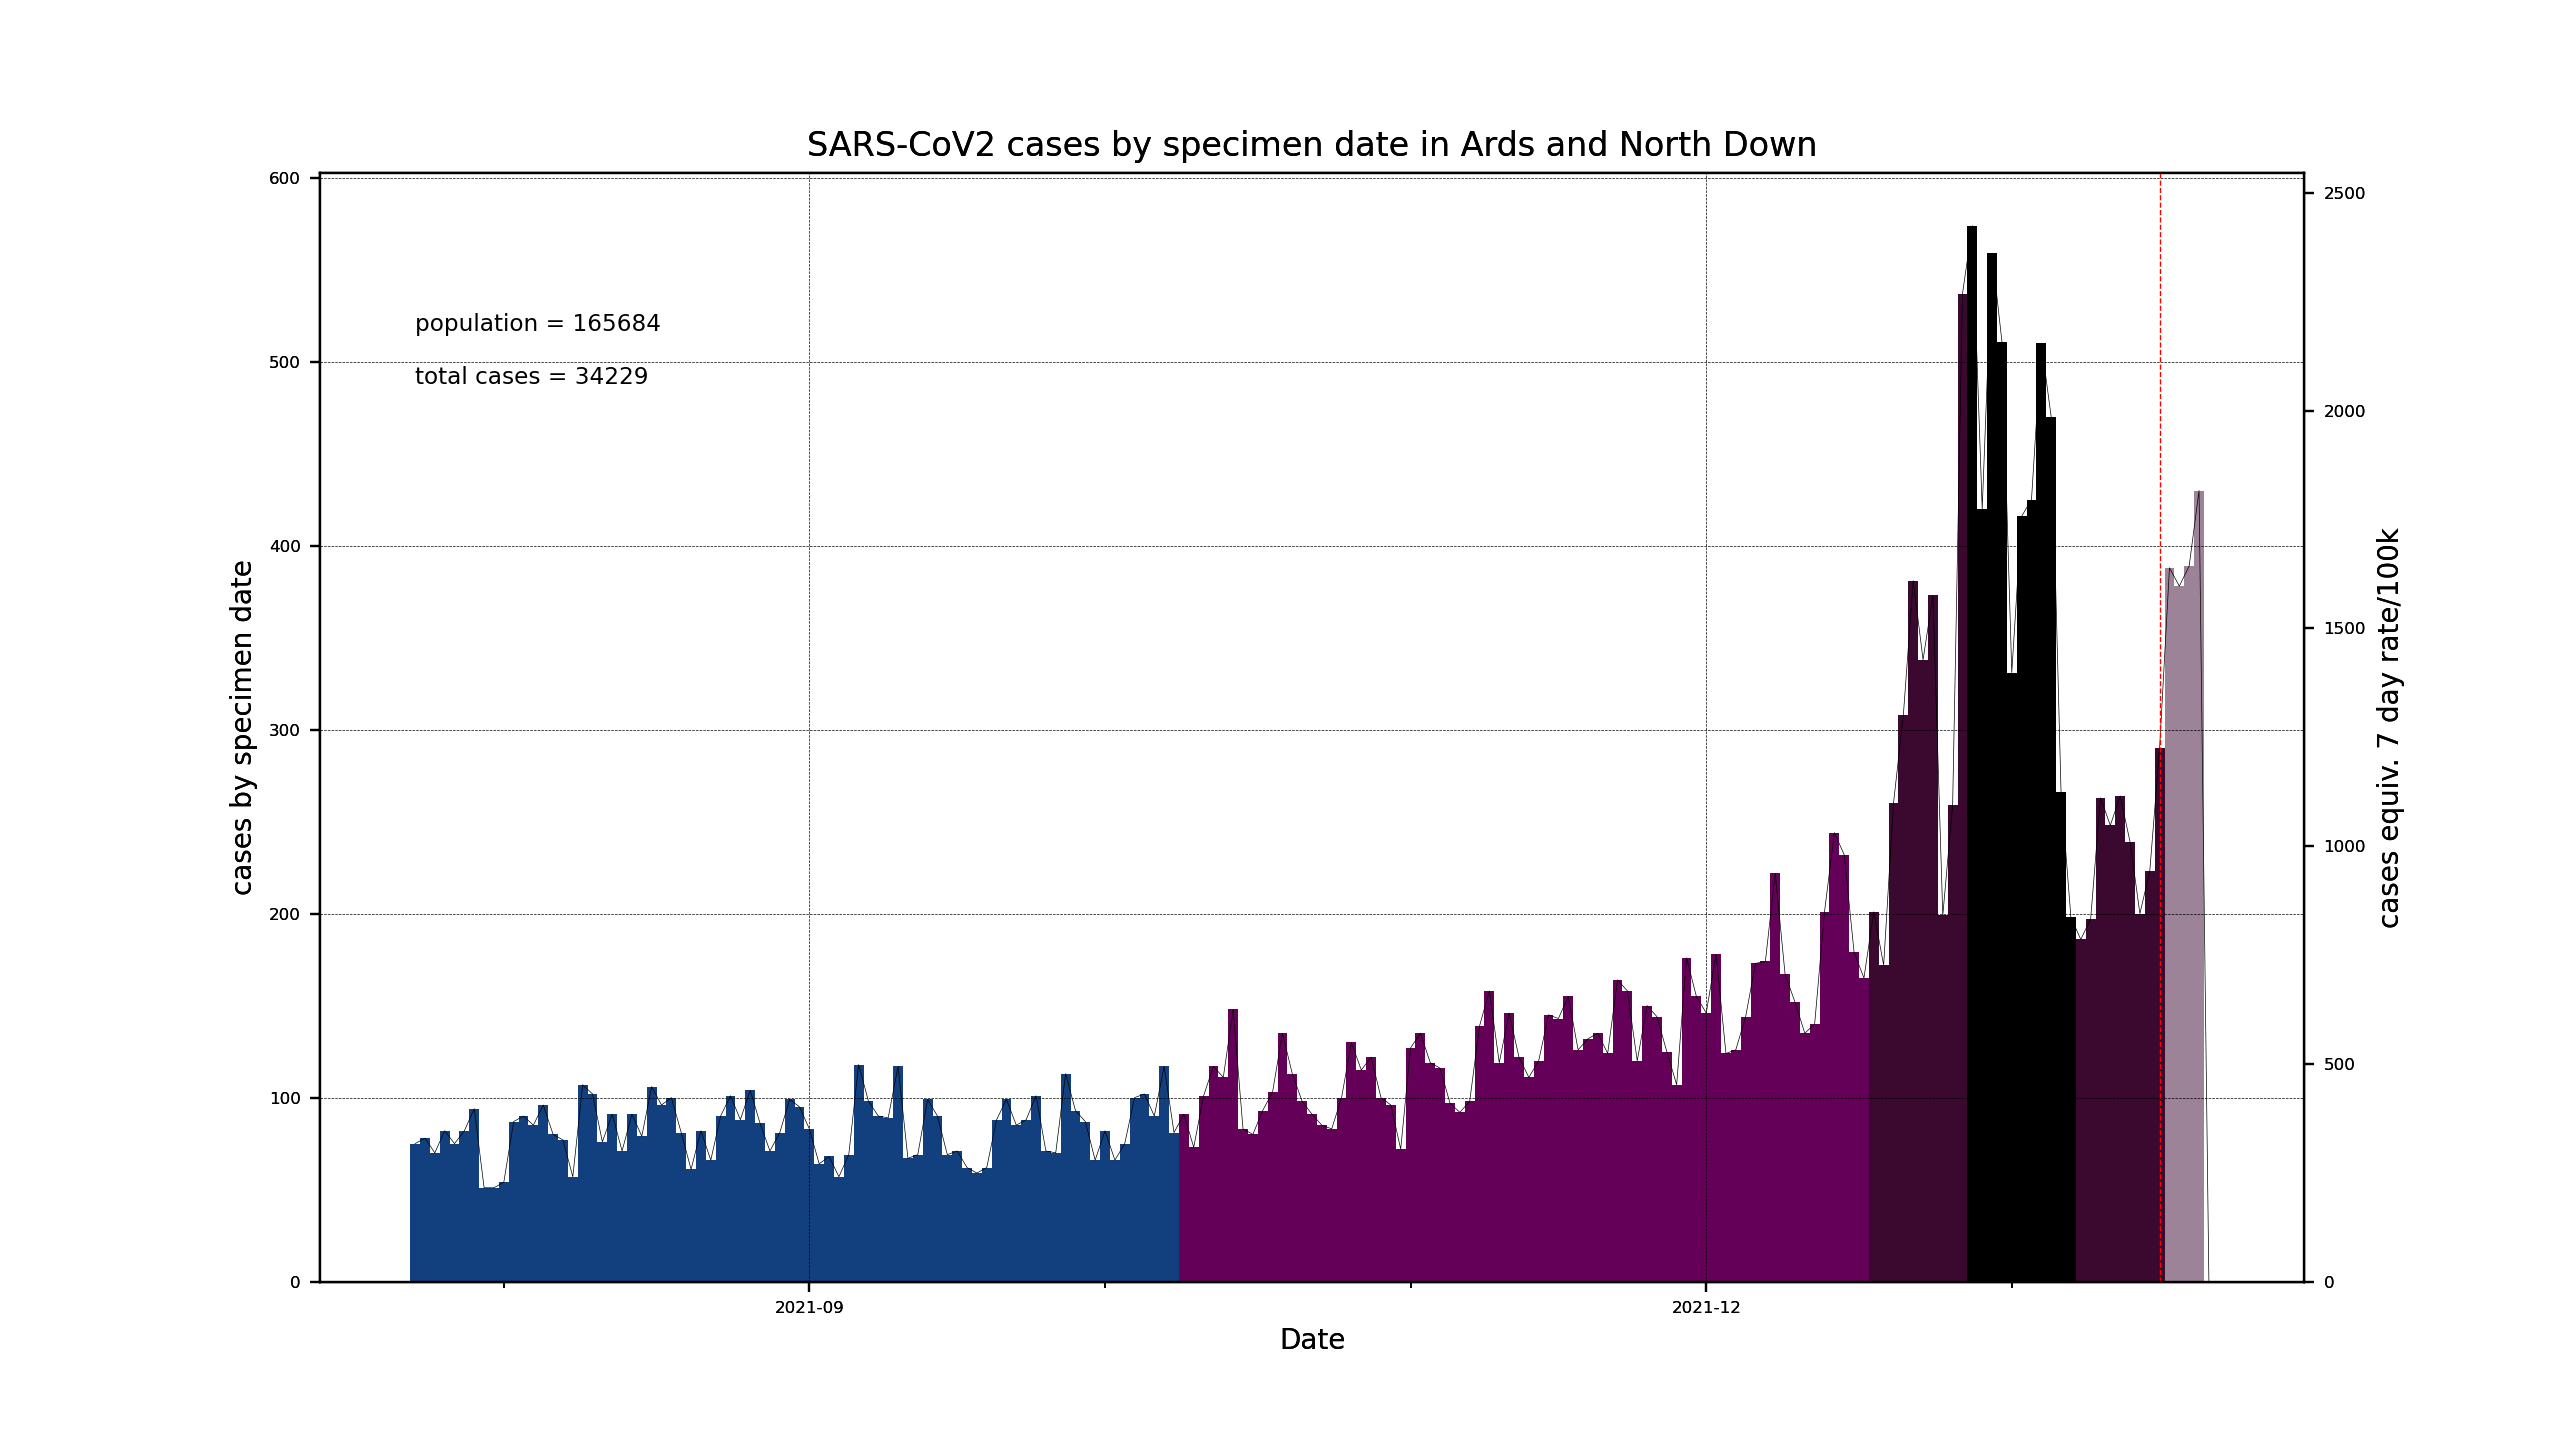 SARS-CoV2 cases by specimen date in Ards and North Down
600
500
400
300
200
100
0
cases by specimen date
population = 165684
total cases = 34229
2500
2000
1500
1000
500
0
cases equiv. 7 day rate/100k
2021-09
2021-12
Date